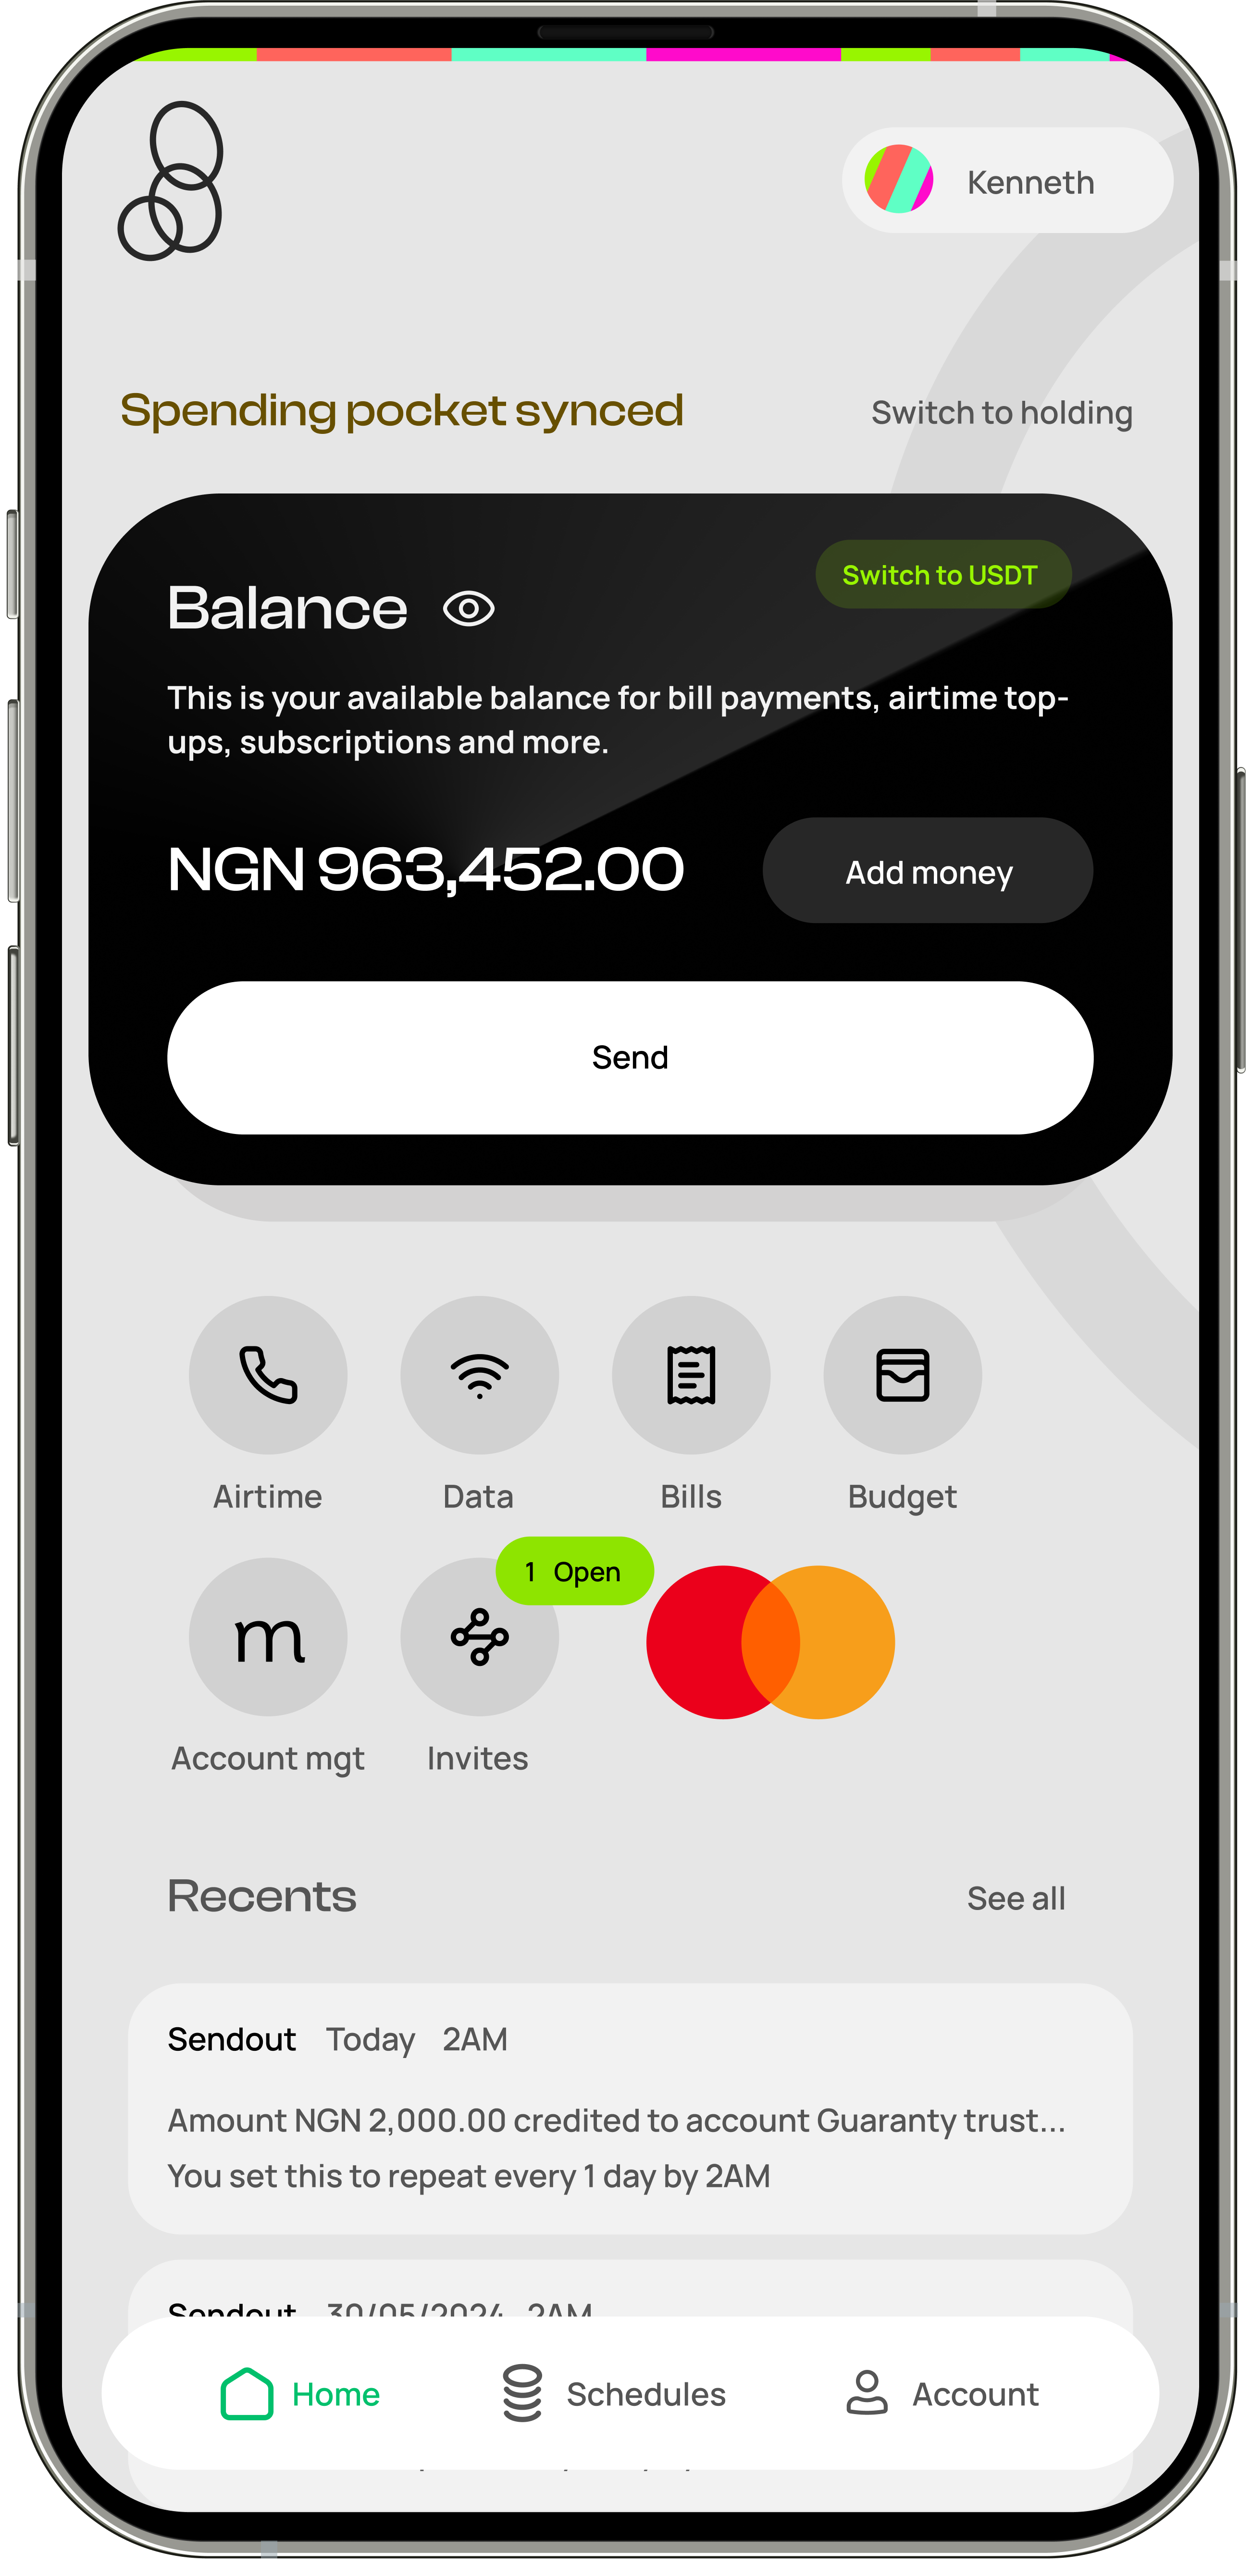 Kenneth
Spending pocket synced
Switch to holding
Switch to USDT
Balance
This is your available balance for bill payments, airtime top-
ups, subscriptions and more.
NGN 963,452.00
Add money
Send
Airtime
Data
Bills
Budget
1 Open
m
Account mgt
Invites
Recents
See all
Sendout Today 2AM
Amount NGN 2,000.00 credited to account Guaranty trust...
You set this to repeat every 1 day by 2AM
Sendout 30/05/2024 2AM
Home
Schedules
Account